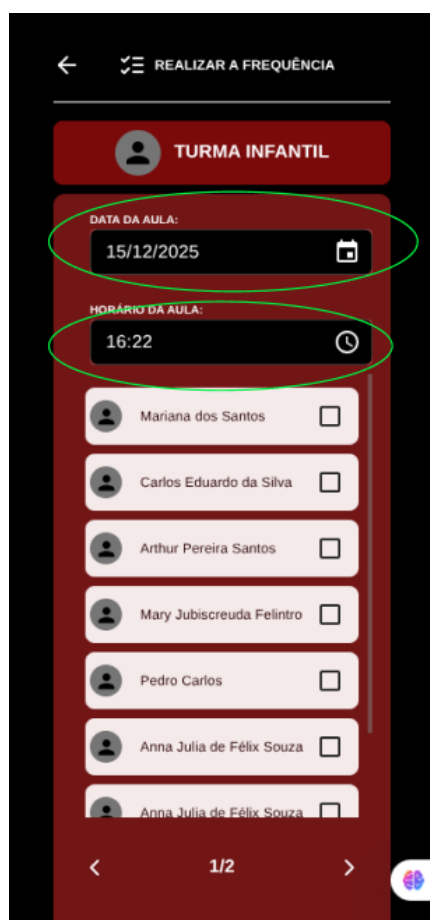 REALIZAR A FREQUÊNCIA
TURMA INFANTIL
DATA DA AULA:
15/12/2025
HORÁRIO DA AULA:
16:22
Mariana dos Santos
Carlos Eduardo da Silva
Arthur Pereira Santos
Mary Jubiscreuda Felintro
Pedro Carlos
Anna Julia de Félix Souza
Anna Julia de Félix Souza
1/2